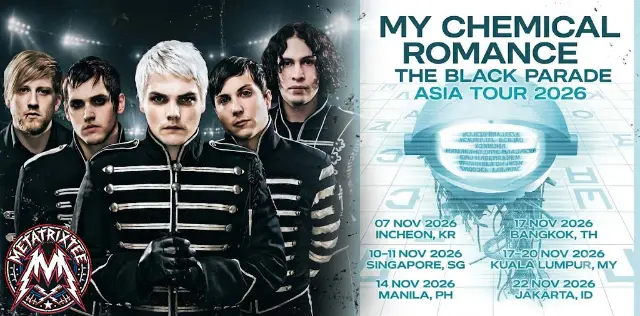 MY CHEMICAL
ROMANCE
THE BLACK PARADE
ASIA TOUR 2026
07 NOV 2026
INCHEON, KR
10-11 NOV 2026
SINGAPORE, SG
14 NOV 2026
MANILA, PH
17 NOV 2026
BANGKOK, TH
17-20 NOV 2026
KUALA LUMPUR, MY
22 NOV 2026
JAKARTA, ID
METATRIXTEE